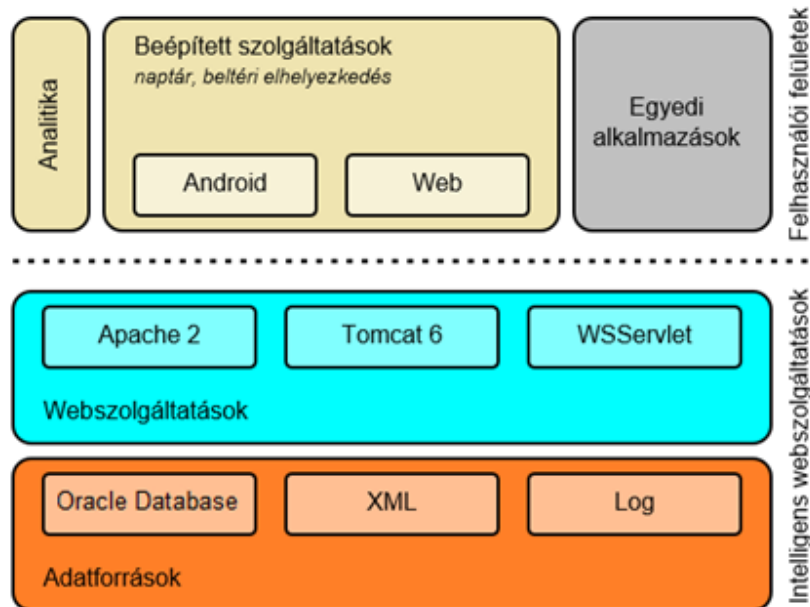 Analitika
Beépített szolgáltatások
naptár, beltéri elhelyezkedés
Android
Web
Egyedi
alkalmazások
Felhasználói felületek
Apache 2
Tomcat 6
WSServlet
Webszolgáltatások
Oracle Database
XML
Log
Adatforrások
Intelligens webszolgáltatások